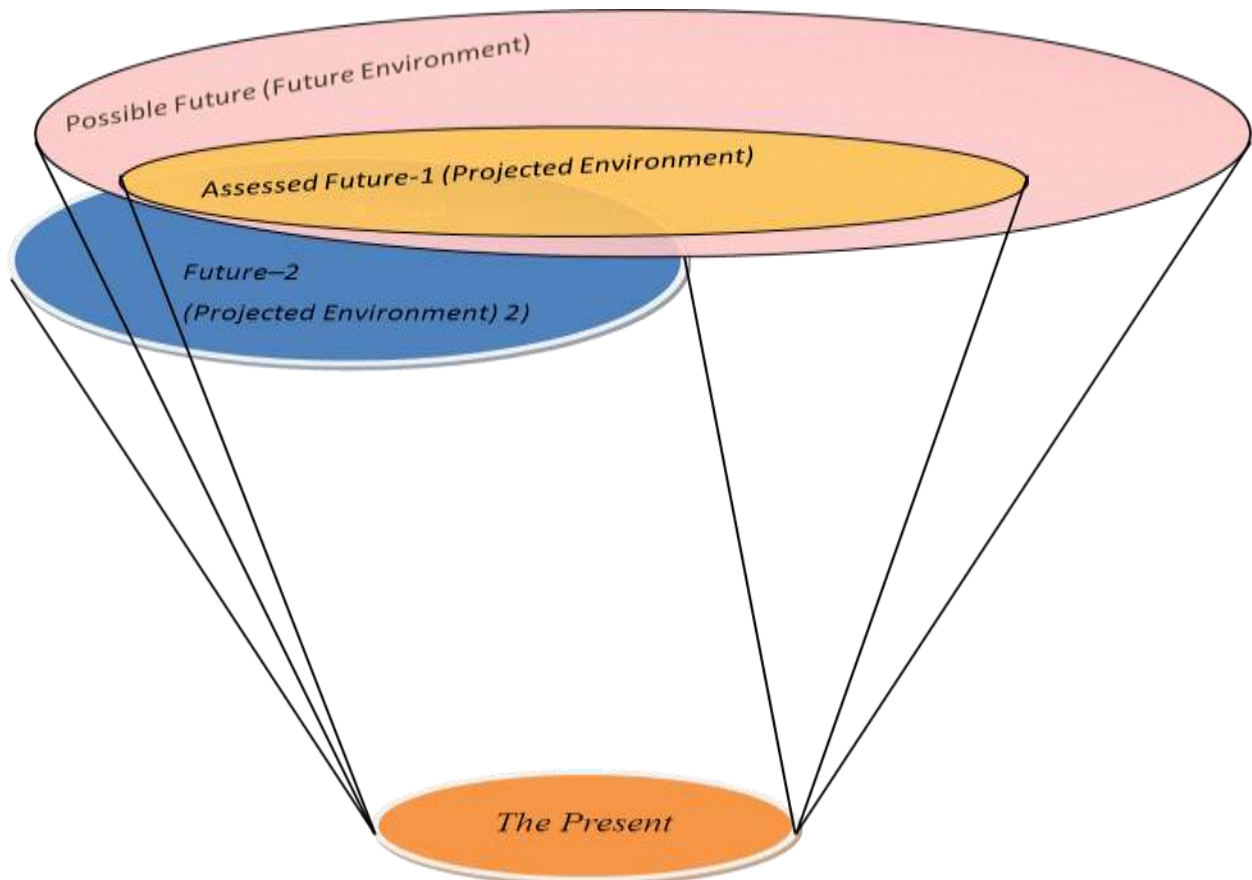 Possible Future (Future Environment)
Assessed Future-1 (Projected Environment)
Future–2
(Projected Environment) 2)
The Present